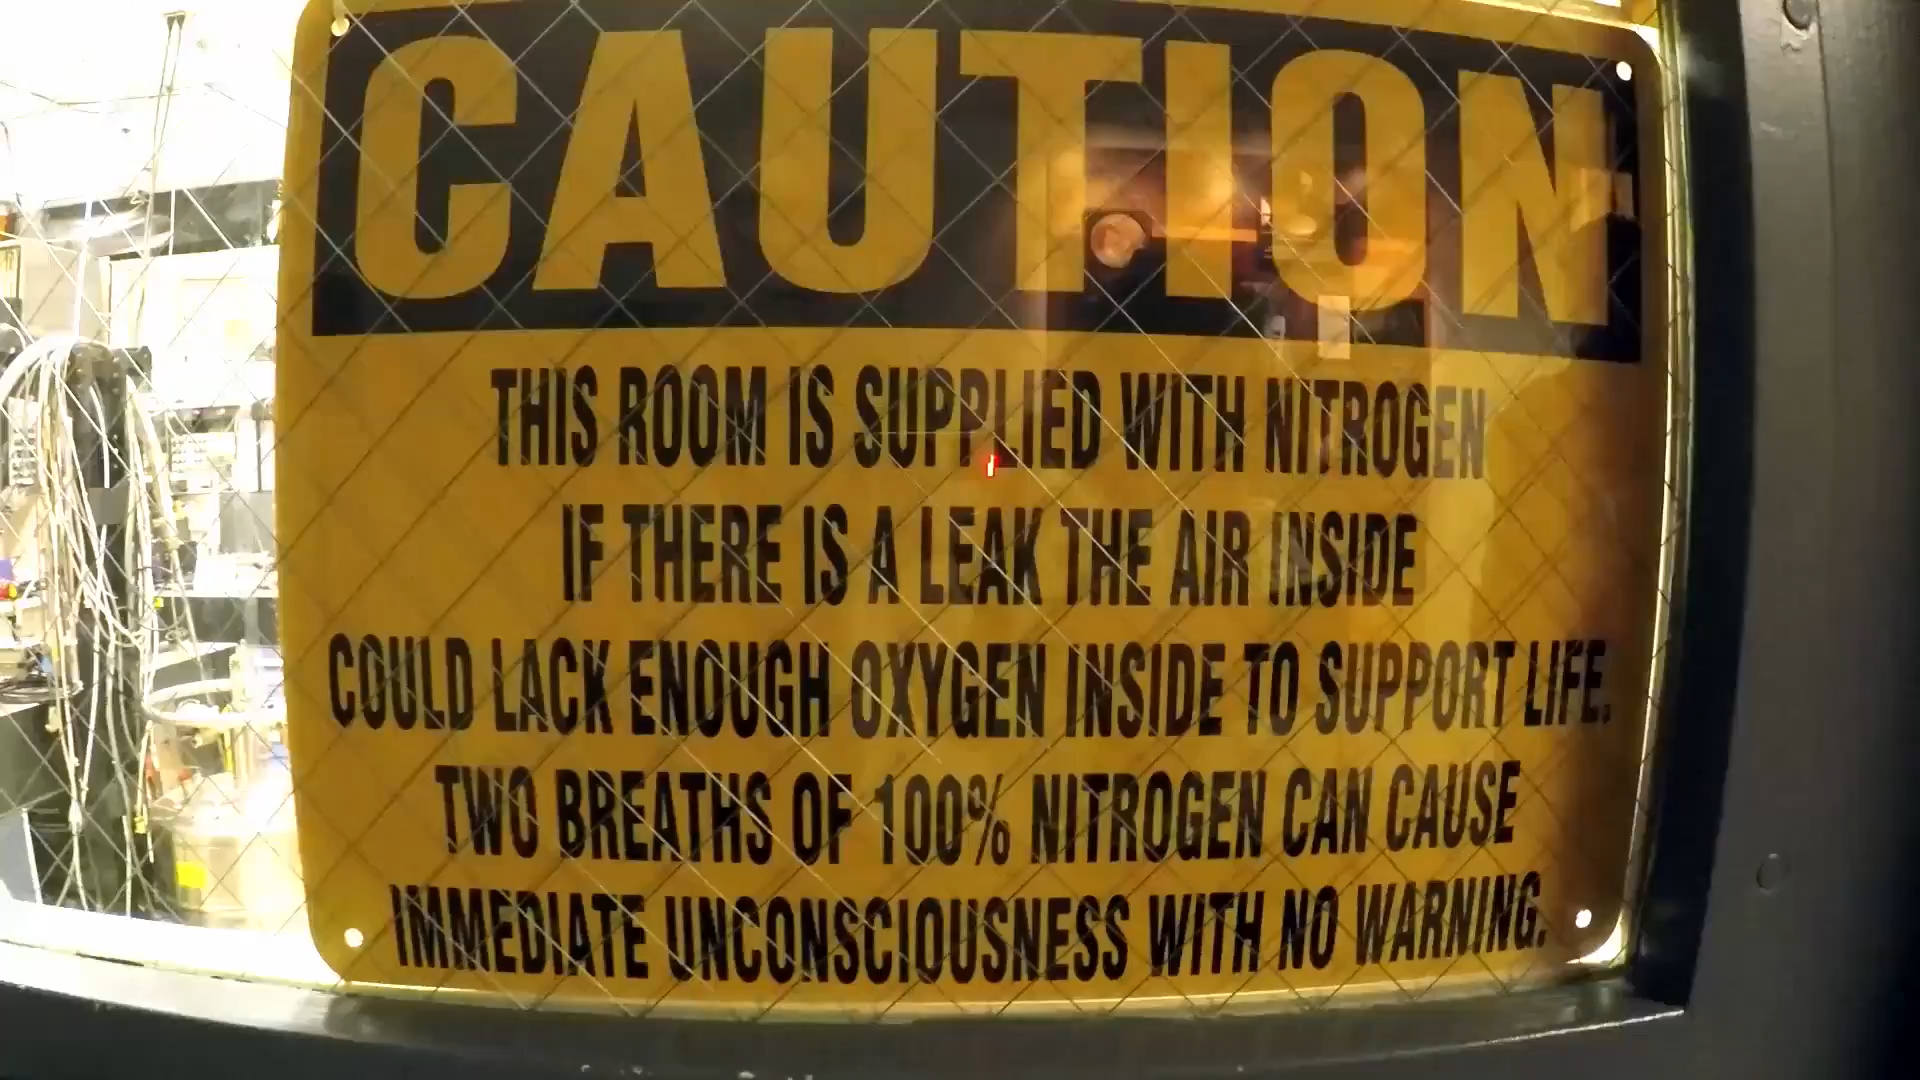 CAUTION
THIS ROOM IS SUPPLIED WITH NITROGEN
IF THERE IS A LEAK THE AIR INSIDE
COULD LACK ENOUGH OXYGEN INSIDE TO SUPPORT LIFE.
TWO BREATHS OF 100% NITROGEN CAN CAUSE
IMMEDIATE UNCONSCIOUSNESS WITH NO WARNING.